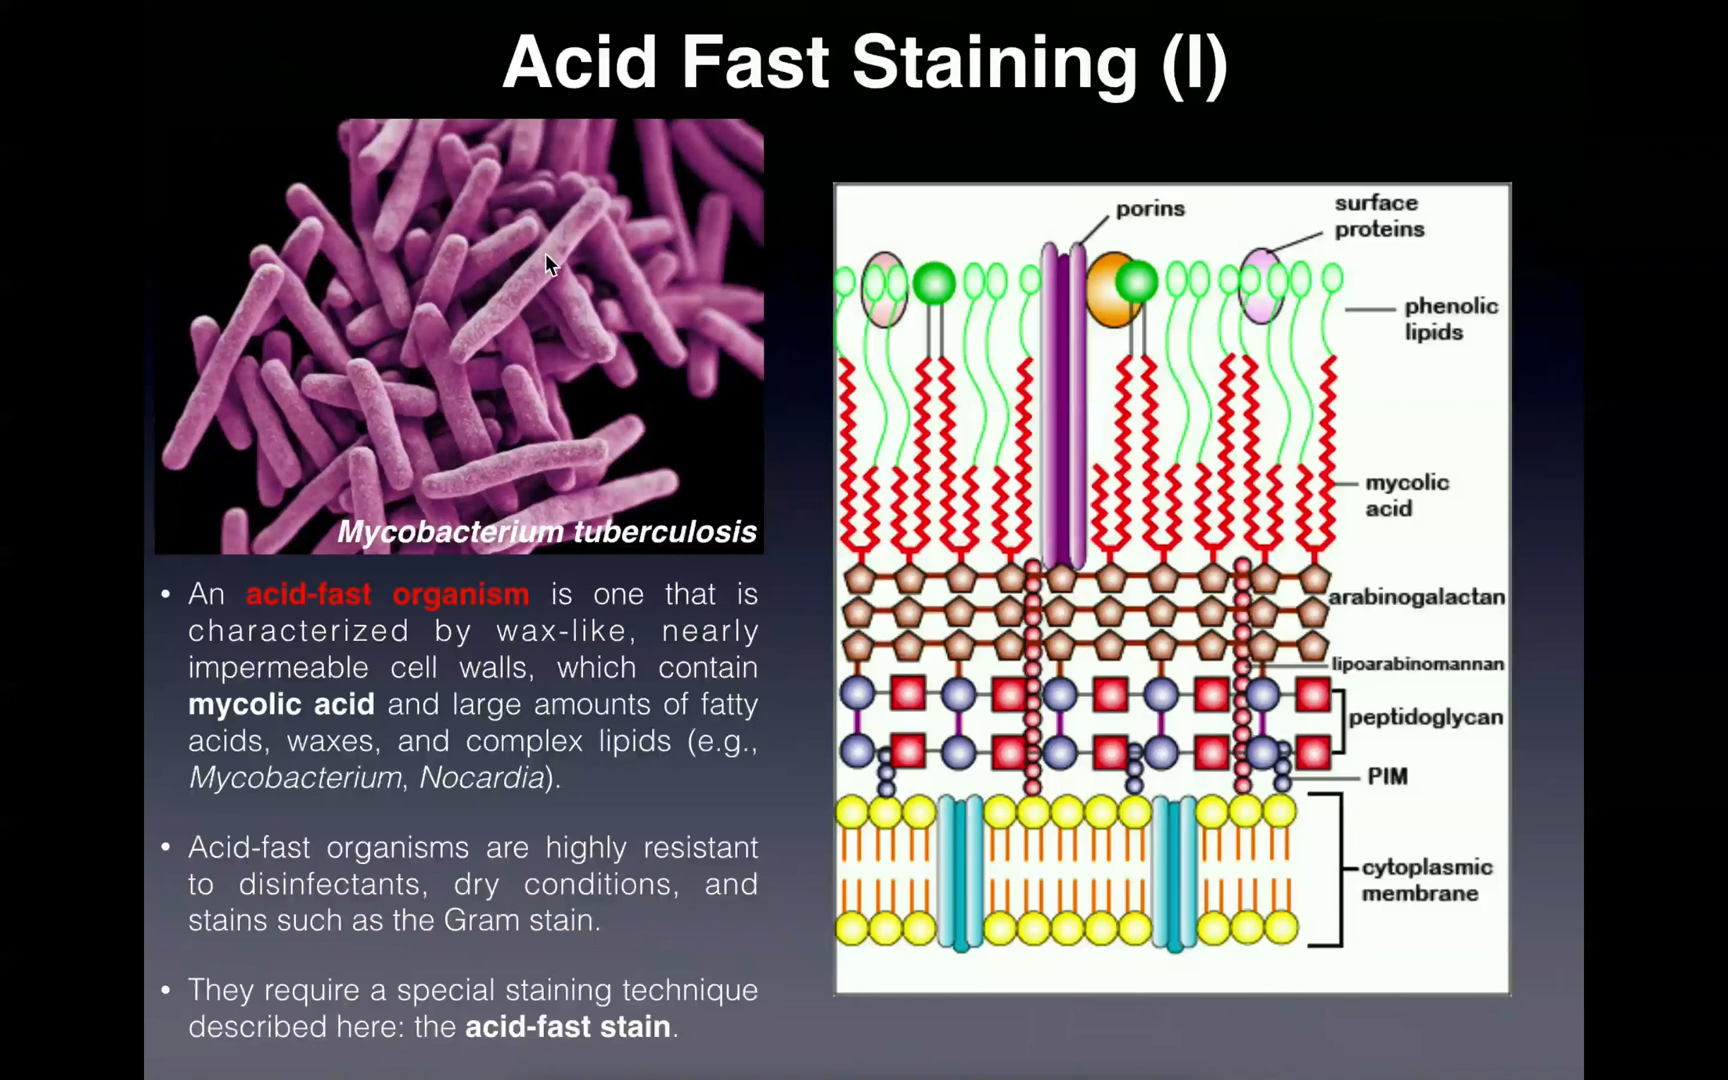 Acid Fast Staining (I)
Mycobacterium tuberculosis
• An acid-fast organism is one that is
characterized by wax-like, nearly
impermeable cell walls, which contain
mycolic acid and large amounts of fatty
acids, waxes, and complex lipids (e.g.,
Mycobacterium, Nocardia).
• Acid-fast organisms are highly resistant
to disinfectants, dry conditions, and
stains such as the Gram stain.
• They require a special staining technique
described here: the acid-fast stain.
porins
surface
proteins
phenolic
lipids
mycolic
acid
arabinogalactan
lipoarabinomannan
peptidoglycan
PIM
cytoplasmic
membrane